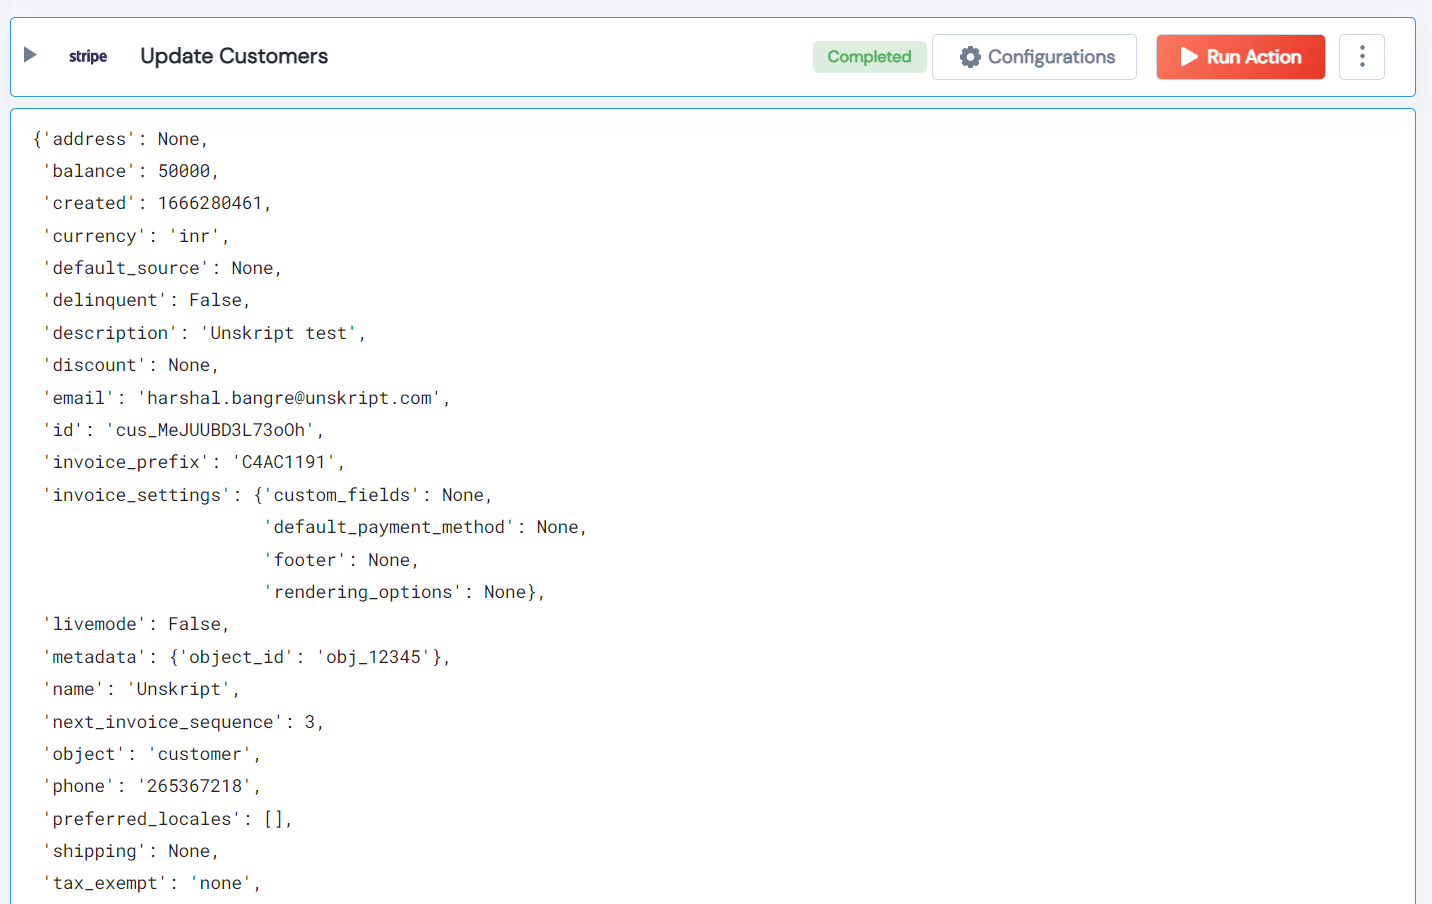 stripe Update Customers Completed Configurations Run Action
{'address': None,
'balance': 50000,
'created': 1666280461,
'currency': 'inr',
'default_source': None,
'delinquent': False,
'description': 'Unskript test',
'discount': None,
'email': 'harshal.bangre@unskript.com',
'id': 'cus_MeJUUBD3L73oOh',
'invoice_prefix': 'C4AC1191',
'invoice_settings': {'custom_fields': None,
'default_payment_method': None,
'footer': None,
'rendering_options': None},
'livemode': False,
'metadata': {'object_id': 'obj_12345'},
'name': 'Unskript',
'next_invoice_sequence': 3,
'object': 'customer',
'phone': '265367218',
'preferred_locales': [],
'shipping': None,
'tax_exempt': 'none',